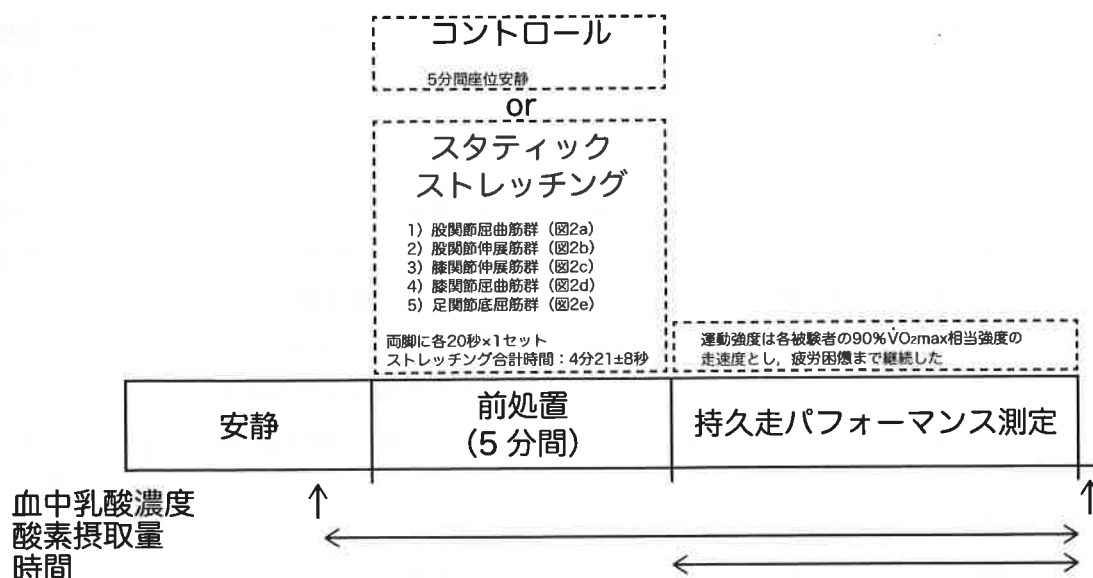 コントロール
5分間座位安静
or
スタティック
ストレッチング
1）股関節屈曲筋群（図2a）
2）股関節伸展筋群（図2b）
3）膝関節伸展筋群（図2c）
4）膝関節屈曲筋群（図2d）
5）足関節底屈筋群（図2e）
両脚に各20秒×1セット
ストレッチング合計時間：4分21±8秒
運動強度は各被験者の90%V̇O₂max相当強度の
走速度とし，疲労困憊まで継続した
安静
前処置
(5 分間)
持久走パフォーマンス測定
血中乳酸濃度
酸素摂取量
時間